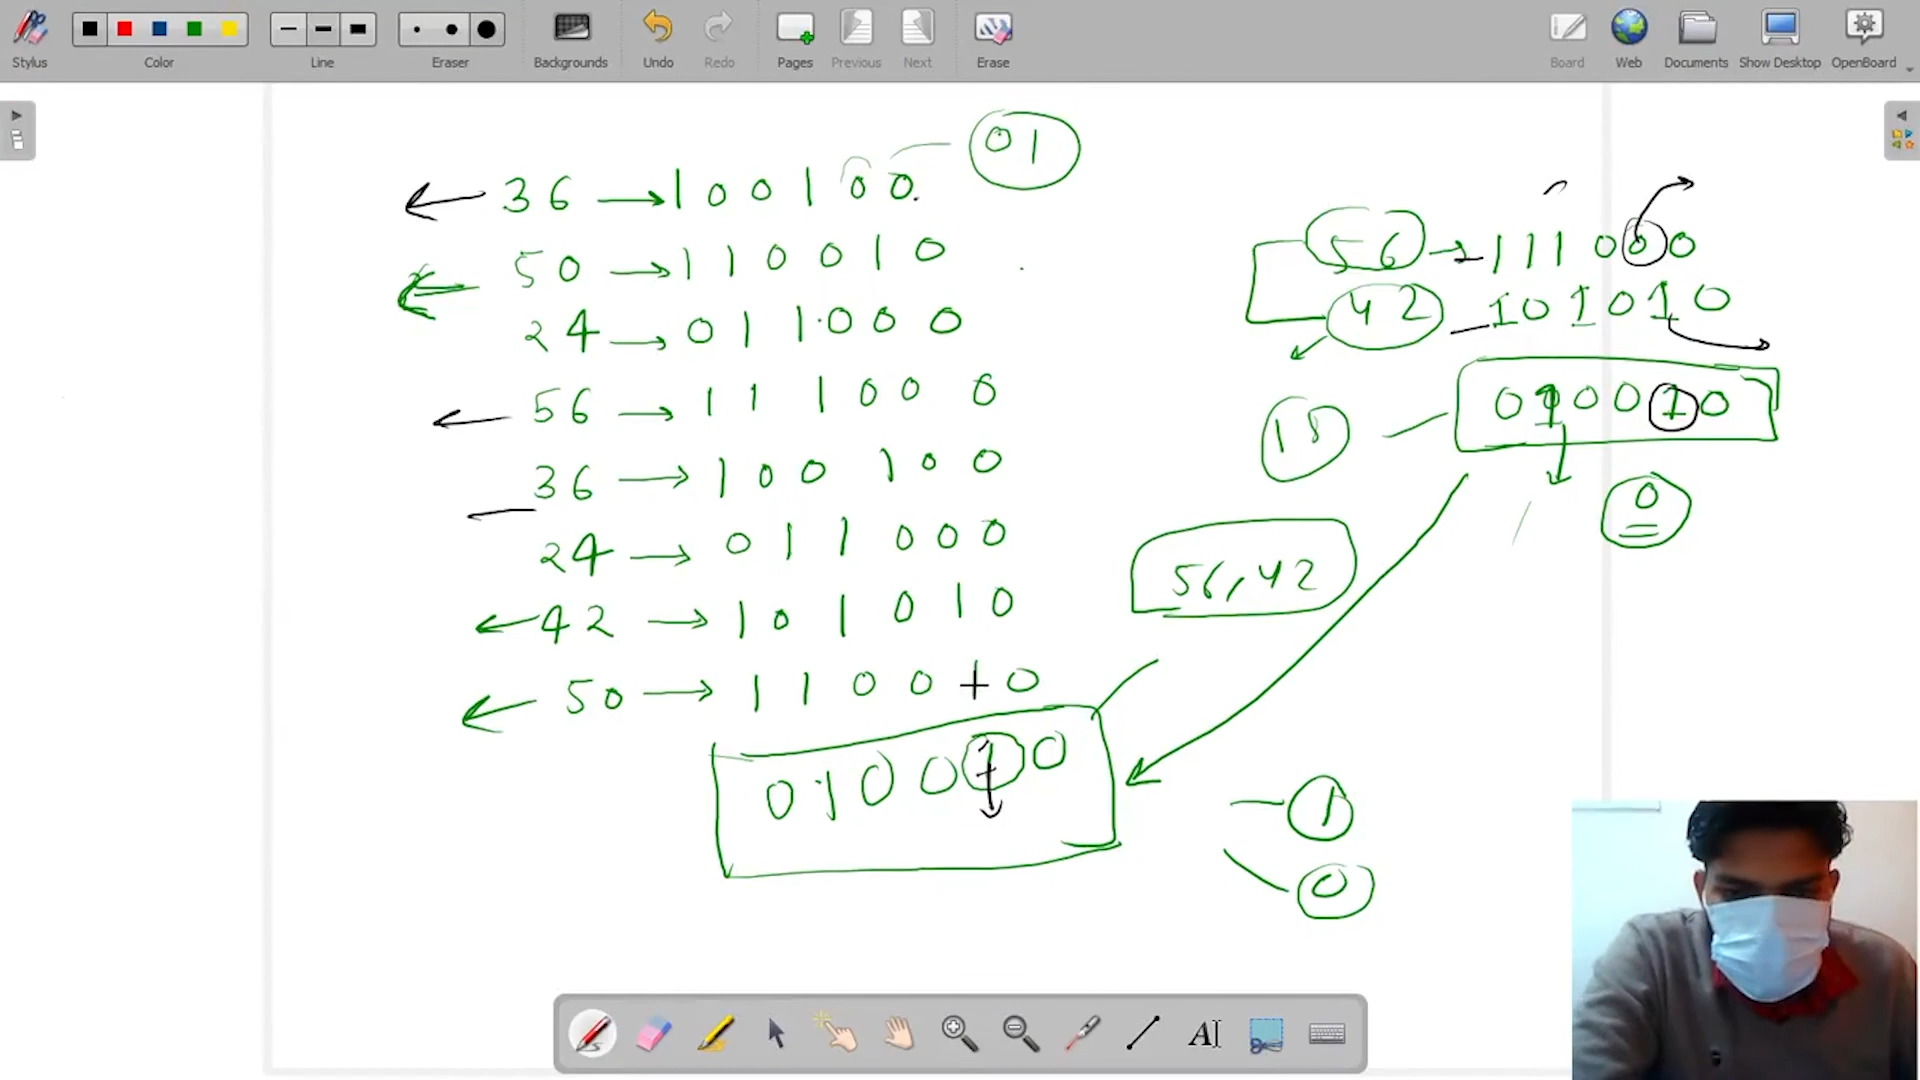 Stylus
Color
Line
Eraser
Backgrounds
Undo
Redo
Pages
Previous
Next
Erase
Board
Web
Documents
Show Desktop
OpenBoard
01
36 → 100100
50 → 110010
24 → 011000
56 → 111000
36 → 100100
24 → 011000
42 → 101010
50 → 110010
010010
56 → 111000
42 101010
010010
18
0
56, 42
1
0
AI